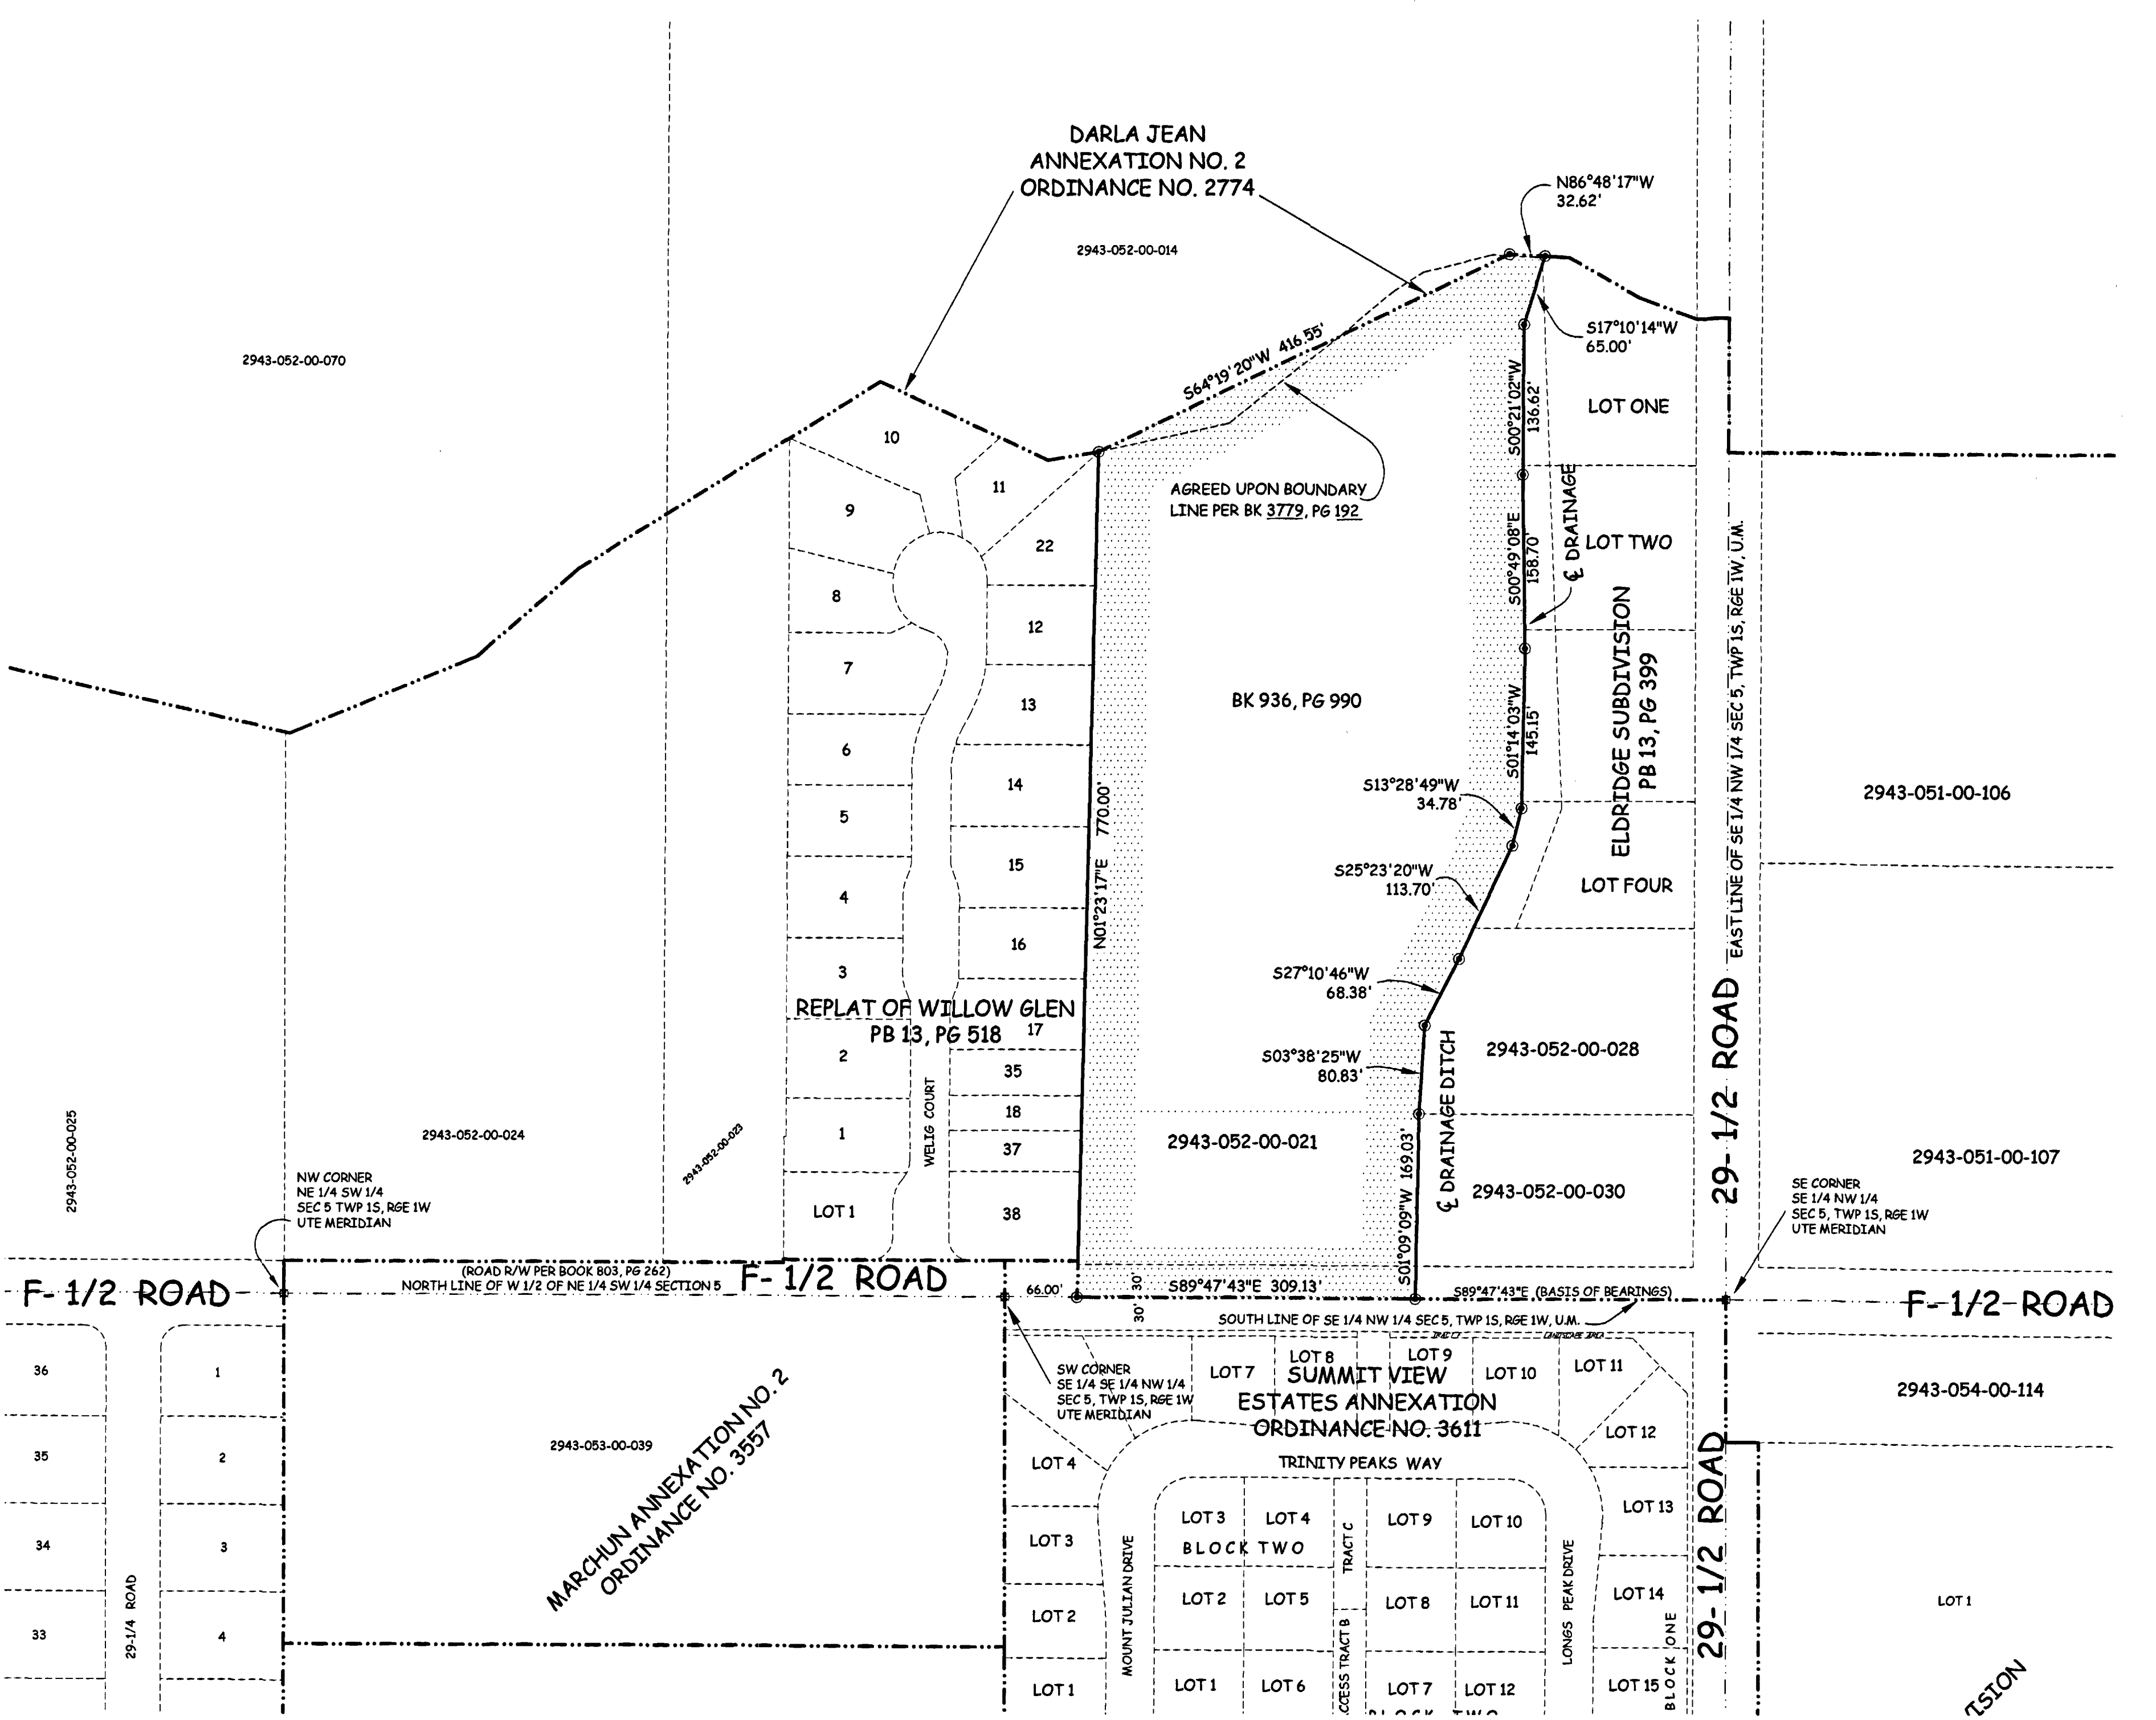 DARLA JEAN
ANNEXATION NO. 2
ORDINANCE NO. 2774
N86°48'17"W
32.62'
2943-052-00-014
S17°10'14"W
65.00'
S64°19'20"W 416.55'
2943-052-00-070
S00°21'02"W
136.62'
LOT ONE
10
11
9
AGREED UPON BOUNDARY
LINE PER BK 3779, PG 192
22
S00°49'08"E
158.70'
℄ DRAINAGE
LOT TWO
8
12
7
13
BK 936, PG 990
S01°14'03"W
145.15'
ELDRIDGE SUBDIVISION
PB 13, PG 399
EAST LINE OF SE 1/4 NW 1/4 SEC 5, TWP 1S, RGE 1W, U.M.
6
14
S13°28'49"W
34.78'
2943-051-00-106
5
N01°23'17"E 770.00'
15
S25°23'20"W
113.70'
LOT FOUR
4
16
3
S27°10'46"W
68.38'
REPLAT OF WILLOW GLEN
PB 13, PG 518
17
2
35
S03°38'25"W
80.83'
℄ DRAINAGE DITCH
2943-052-00-028
29-1/2 ROAD
WELIG COURT
18
1
37
2943-052-00-025
2943-052-00-024
2943-052-00-023
2943-052-00-021
S01°09'09"W 169.03'
2943-052-00-030
2943-051-00-107
NW CORNER
NE 1/4 SW 1/4
SEC 5 TWP 1S, RGE 1W
UTE MERIDIAN
LOT 1
38
SE CORNER
SE 1/4 NW 1/4
SEC 5, TWP 1S, RGE 1W
UTE MERIDIAN
F-1/2 ROAD
(ROAD R/W PER BOOK 803, PG 262)
NORTH LINE OF W 1/2 OF NE 1/4 SW 1/4 SECTION 5
F-1/2 ROAD
66.00'
30'
30'
S89°47'43"E 309.13'
S89°47'43"E (BASIS OF BEARINGS)
F-1/2 ROAD
SOUTH LINE OF SE 1/4 NW 1/4 SEC 5, TWP 1S, RGE 1W, U.M.
LANDSCAPE AREA
SW CORNER
SE 1/4 SE 1/4 NW 1/4
SEC 5, TWP 1S, RGE 1W
UTE MERIDIAN
LOT 7
LOT 8
LOT 9
LOT 10
LOT 11
SUMMIT VIEW
ESTATES ANNEXATION
ORDINANCE NO. 3611
LOT 12
TRINITY PEAKS WAY
2943-054-00-114
36
1
35
2
34
3
33
4
29-1/4 ROAD
2943-053-00-039
MARCHUN ANNEXATION NO. 2
ORDINANCE NO. 3557
LOT 4
LOT 3
LOT 2
LOT 1
MOUNT JULIAN DRIVE
LOT 3
LOT 4
BLOCK TWO
TRACT C
LOT 9
LOT 10
LOT 2
LOT 5
LOT 8
LOT 11
CCESS TRACT B
LOT 1
LOT 6
LOT 7
LOT 12
BLOCK TWO
LONGS PEAK DRIVE
LOT 13
LOT 14
LOT 15
BLOCK ONE
29-1/2 ROAD
LOT 1
ISION